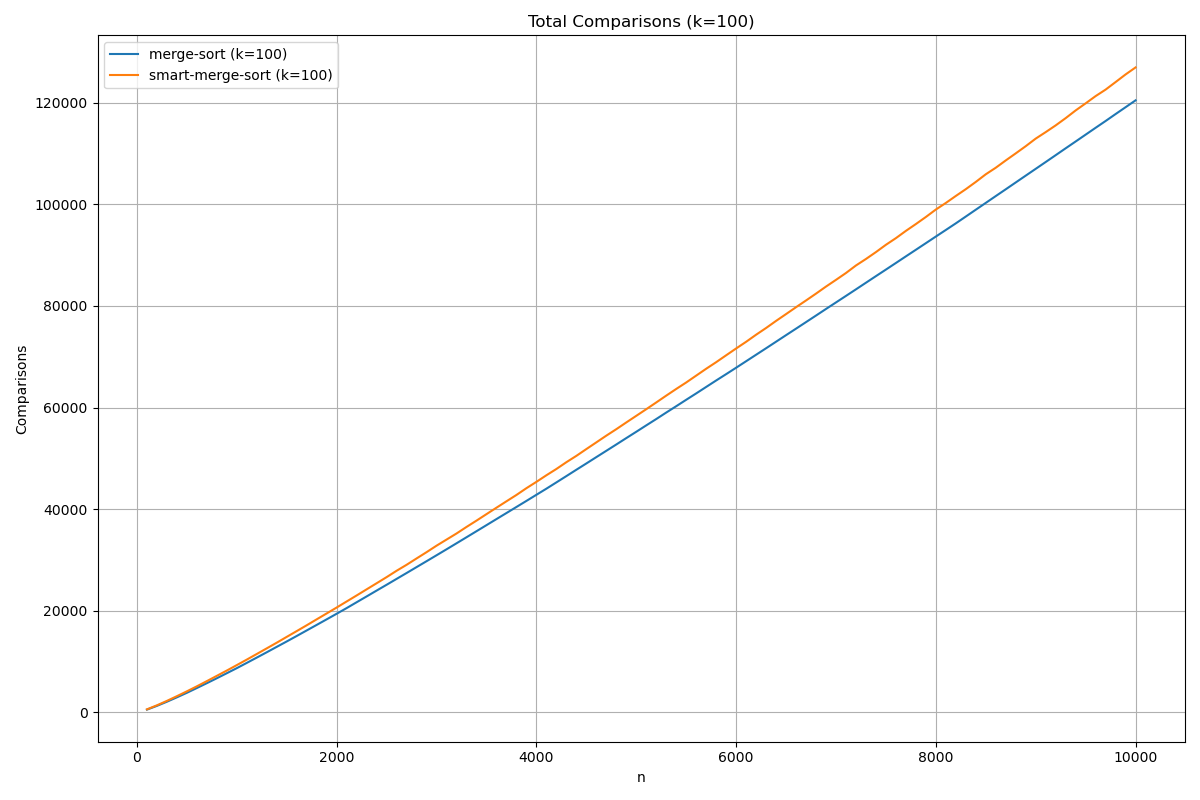 Total Comparisons (k=100)
merge-sort (k=100)
smart-merge-sort (k=100)
120000
100000
80000
60000
40000
20000
0
Comparisons
0 2000 4000 6000 8000 10000
n